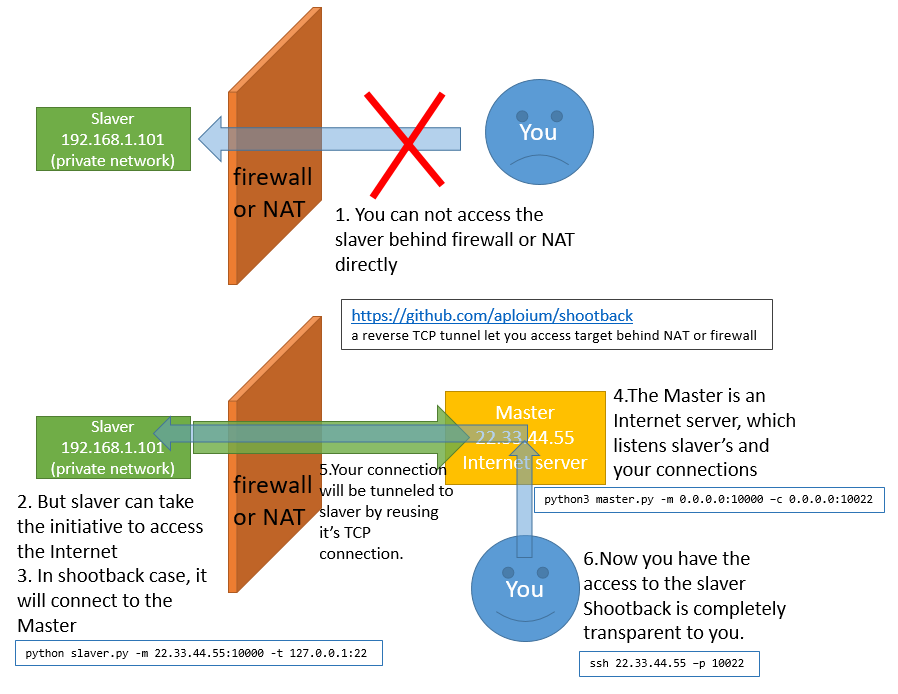 Slaver
192.168.1.101
(private network)
firewall
or NAT
You
1. You can not access the
slaver behind firewall or NAT
directly
https://github.com/aploium/shootback
a reverse TCP tunnel let you access target behind NAT or firewall
Slaver
192.168.1.101
(private network)
firewall
or NAT
Master
22.33.44.55
Internet server
4.The Master is an
Internet server, which
listens slaver's and
your connections
python3 master.py -m 0.0.0.0:10000 –c 0.0.0.0:10022
2. But slaver can take
the initiative to access
the Internet
3. In shootback case, it
will connect to the
Master
python slaver.py -m 22.33.44.55:10000 -t 127.0.0.1:22
5.Your connection
will be tunneled to
slaver by reusing
it's TCP
connection.
You
6.Now you have the
access to the slaver
Shootback is completely
transparent to you.
ssh 22.33.44.55 –p 10022